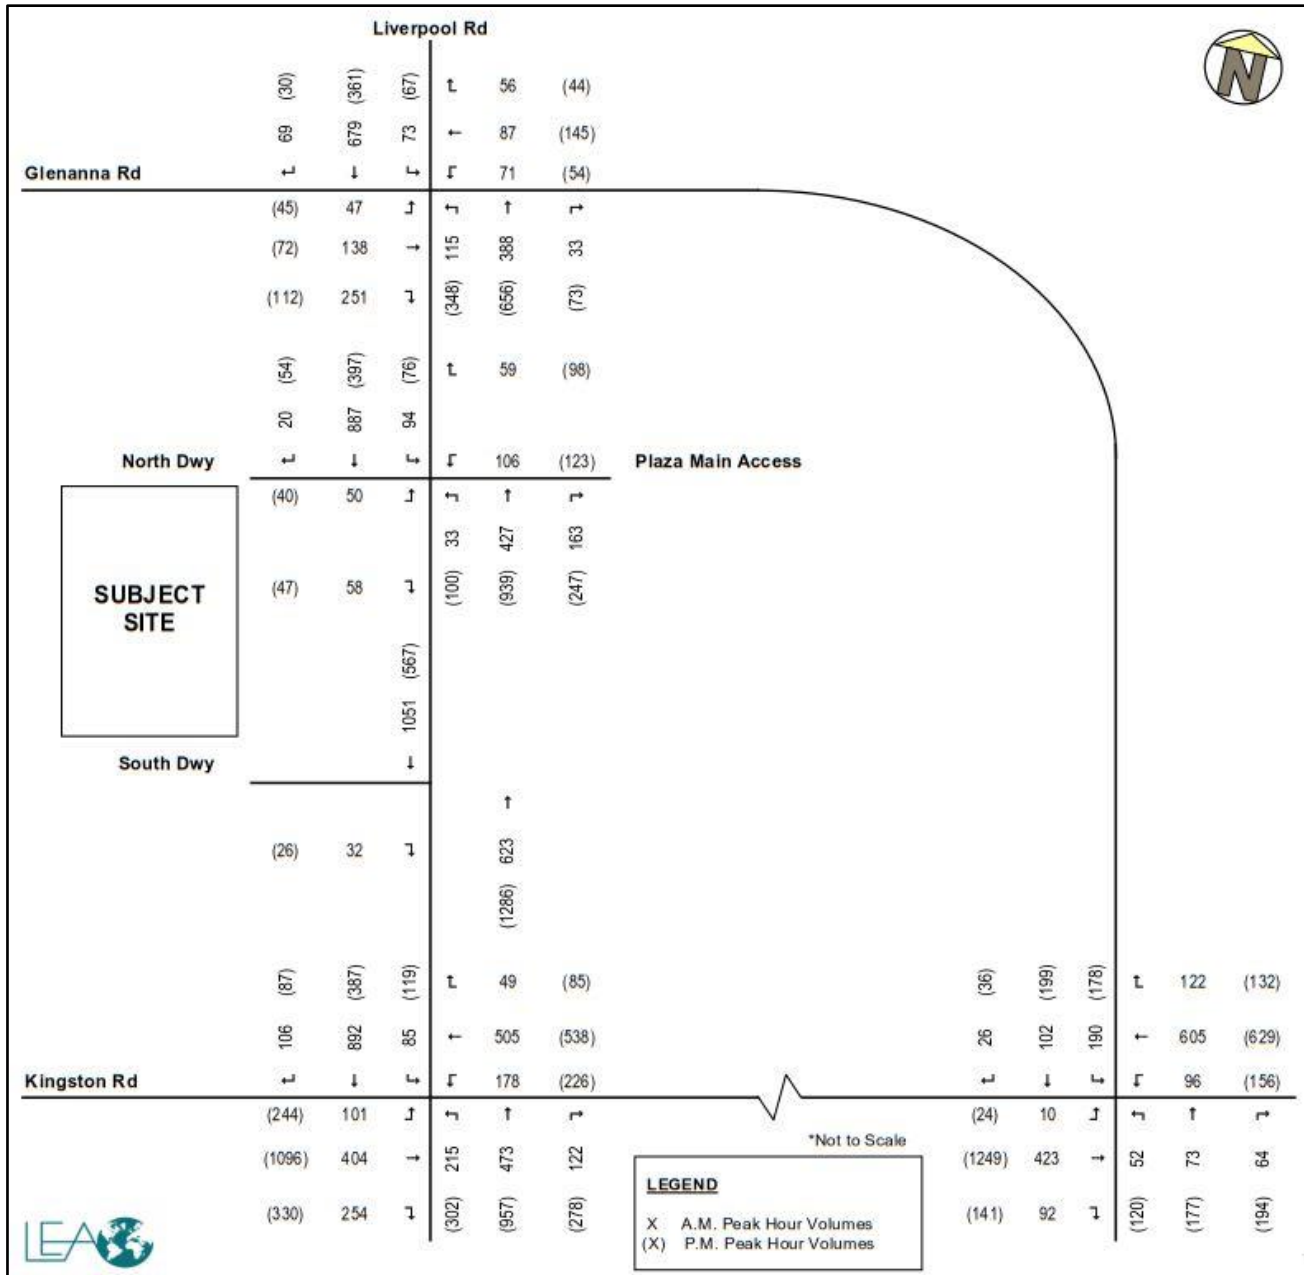 Liverpool Rd
N
(30) (361) (67) 56 (44)
69 679 73 ← 87 (145)
Glenanna Rd ↵ ↓ ↳ 71 (54)
(45) 47 ↰ ↑ ↱
(72) 138 → 115 388 33
(112) 251 (348) (656) (73)
(54) (397) (76) 59 (98)
20 887 94
North Dwy ↵ ↓ ↳ 106 (123) Plaza Main Access
(40) 50 ↰ ↑ ↱
33 427 163
SUBJECT
SITE
(47) 58 (100) (939) (247)
(567)
1051
South Dwy ↓
↑
(26) 32 623
(1286)
(87) (387) (119) 49 (85) (36) (199) (178) 122 (132)
106 892 85 ← 505 (538) 26 102 190 ← 605 (629)
Kingston Rd ↵ ↓ ↳ 178 (226) ↵ ↓ ↳ 96 (156)
(244) 101 ↰ ↑ ↱ (24) 10 ↰ ↑ ↱
*Not to Scale
(1096) 404 → 215 473 122 (1249) 423 → 52 73 64
(330) 254 (302) (957) (278) (141) 92 (120) (177) (194)
LEGEND
X A.M. Peak Hour Volumes
(X) P.M. Peak Hour Volumes
LEA